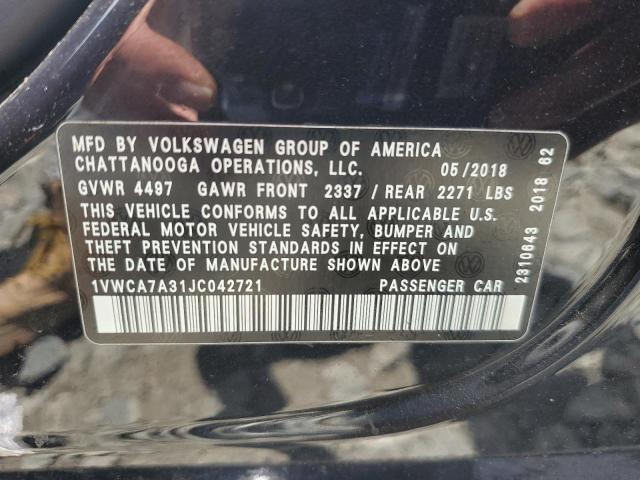 MFD BY VOLKSWAGEN GROUP OF AMERICA
CHATTANOOGA OPERATIONS, LLC. 05/2018
GVWR 4497 GAWR FRONT 2337 / REAR 2271 LBS
THIS VEHICLE CONFORMS TO ALL APPLICABLE U.S.
FEDERAL MOTOR VEHICLE SAFETY, BUMPER AND
THEFT PREVENTION STANDARDS IN EFFECT ON
THE DATE OF MANUFACTURE SHOWN ABOVE
1VWCA7A31JC042721 PASSENGER CAR
2310643 2018 62